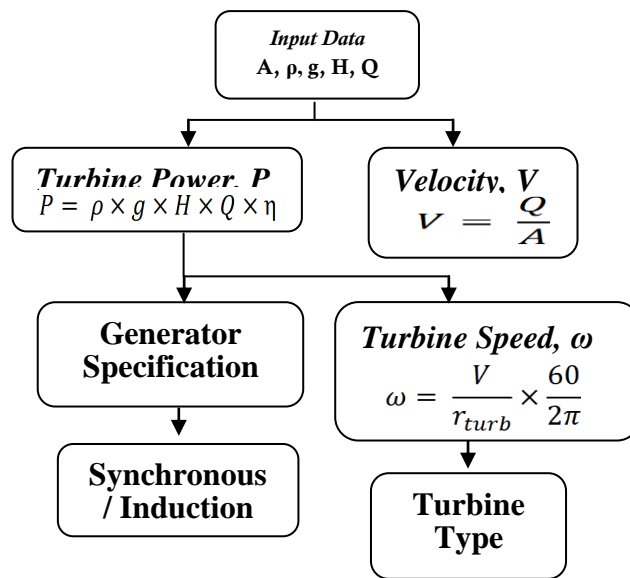 Input Data
A, ρ, g, H, Q
Turbine Power, P
P = ρ × g × H × Q × η
Velocity, V
V = Q/A
Generator
Specification
Turbine Speed, ω
ω = V/r_turb × 60/2π
Synchronous
/ Induction
Turbine
Type